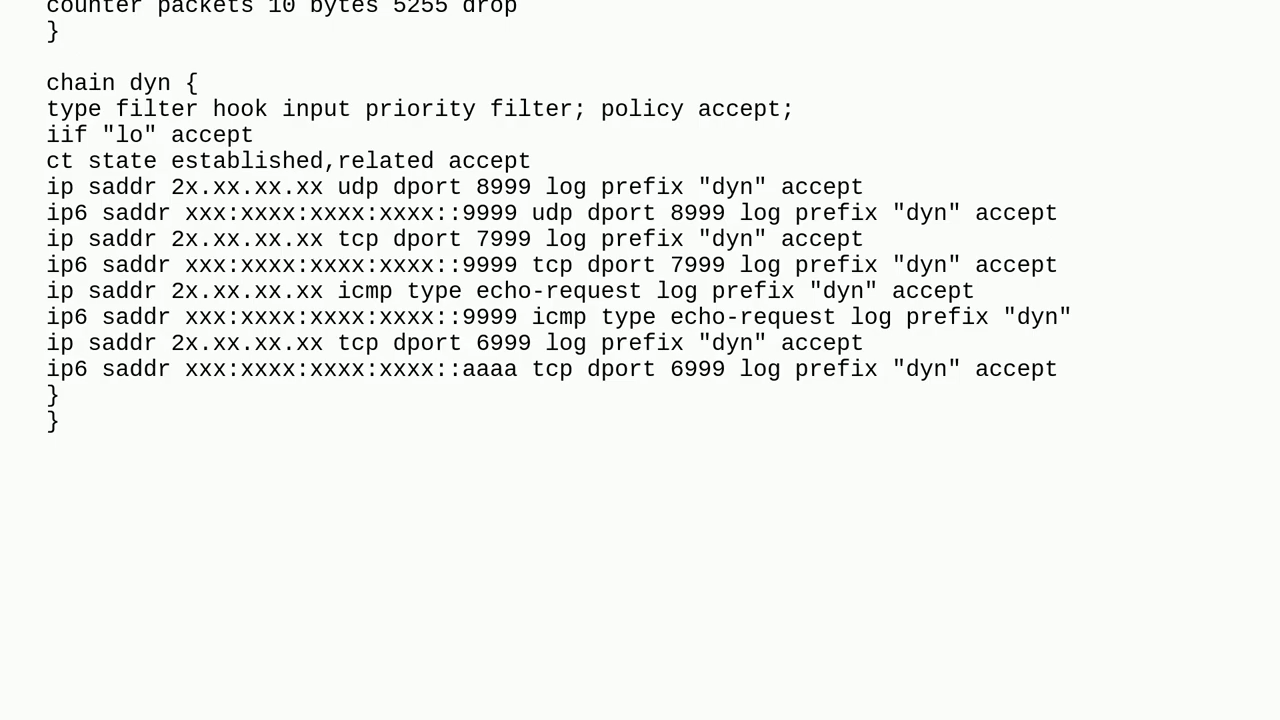 counter packets 10 bytes 5255 drop
}
chain dyn {
type filter hook input priority filter; policy accept;
iif "lo" accept
ct state established,related accept
ip saddr 2x.xx.xx.xx udp dport 8999 log prefix "dyn" accept
ip6 saddr xxx:xxxx:xxxx:xxxx::9999 udp dport 8999 log prefix "dyn" accept
ip saddr 2x.xx.xx.xx tcp dport 7999 log prefix "dyn" accept
ip6 saddr xxx:xxxx:xxxx:xxxx::9999 tcp dport 7999 log prefix "dyn" accept
ip saddr 2x.xx.xx.xx icmp type echo-request log prefix "dyn" accept
ip6 saddr xxx:xxxx:xxxx:xxxx::9999 icmp type echo-request log prefix "dyn"
ip saddr 2x.xx.xx.xx tcp dport 6999 log prefix "dyn" accept
ip6 saddr xxx:xxxx:xxxx:xxxx::aaaa tcp dport 6999 log prefix "dyn" accept
}
}